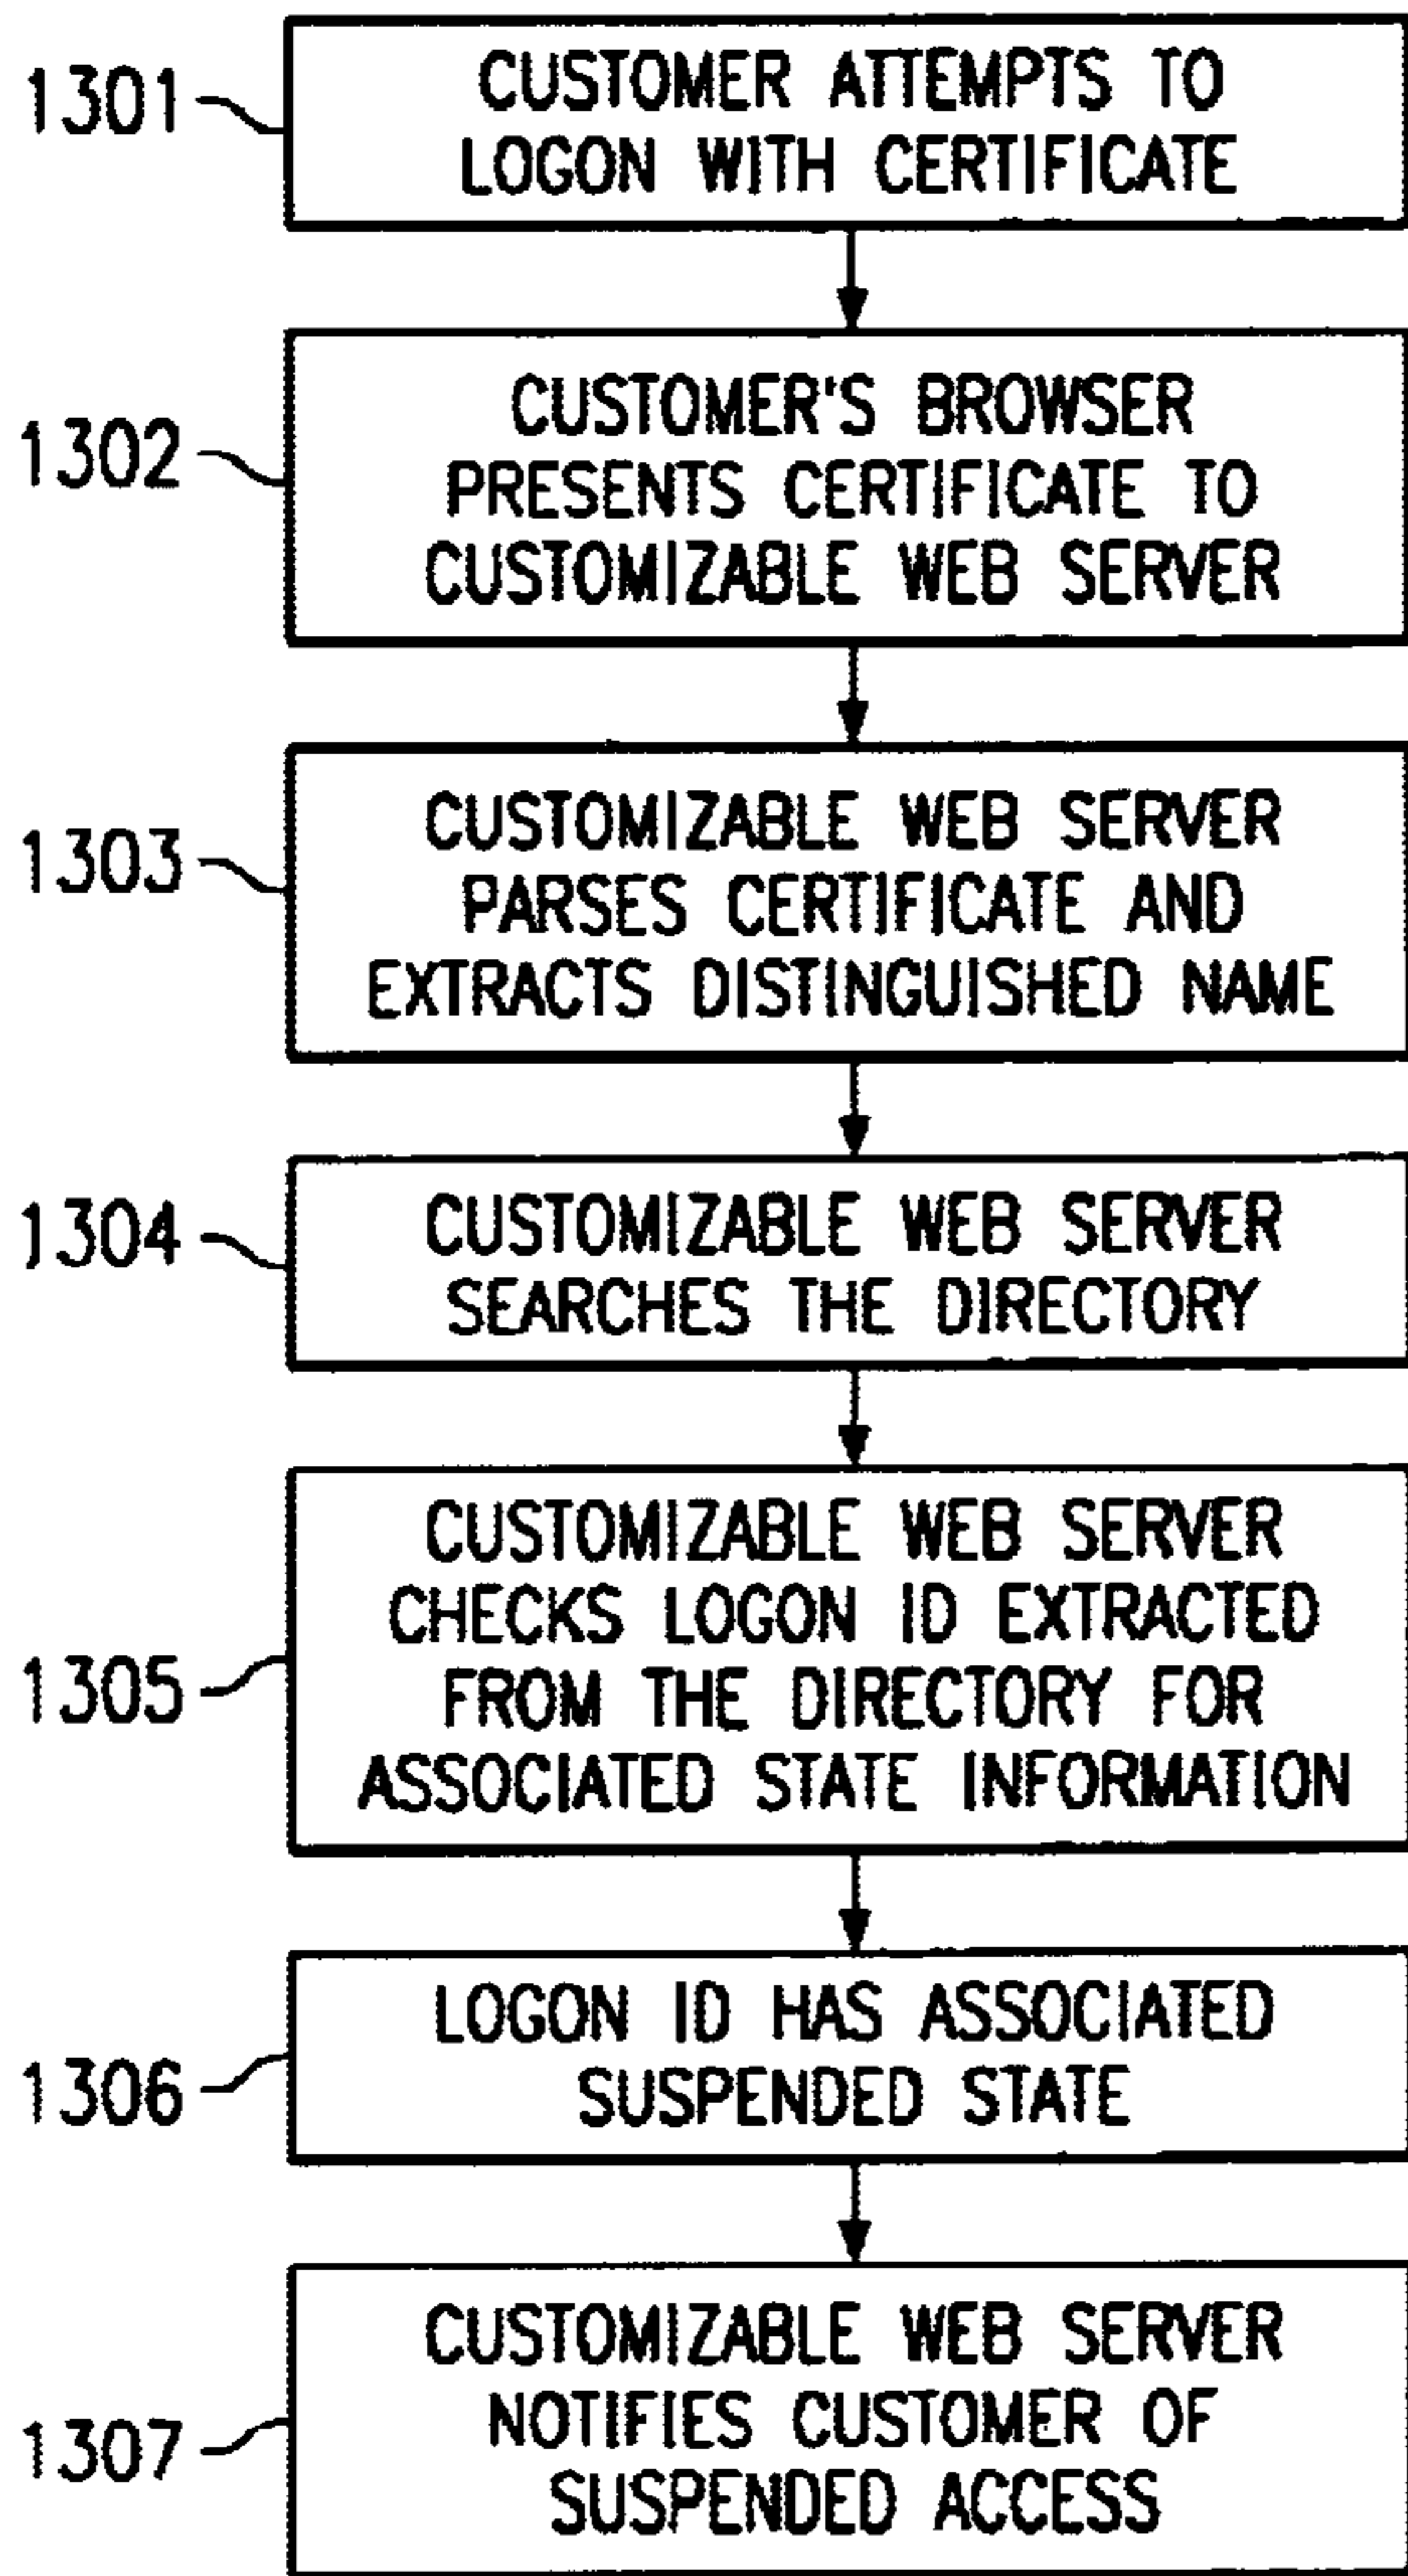 1301
CUSTOMER ATTEMPTS TO
LOGON WITH CERTIFICATE
1302
CUSTOMER'S BROWSER
PRESENTS CERTIFICATE TO
CUSTOMIZABLE WEB SERVER
1303
CUSTOMIZABLE WEB SERVER
PARSES CERTIFICATE AND
EXTRACTS DISTINGUISHED NAME
1304
CUSTOMIZABLE WEB SERVER
SEARCHES THE DIRECTORY
1305
CUSTOMIZABLE WEB SERVER
CHECKS LOGON ID EXTRACTED
FROM THE DIRECTORY FOR
ASSOCIATED STATE INFORMATION
1306
LOGON ID HAS ASSOCIATED
SUSPENDED STATE
1307
CUSTOMIZABLE WEB SERVER
NOTIFIES CUSTOMER OF
SUSPENDED ACCESS